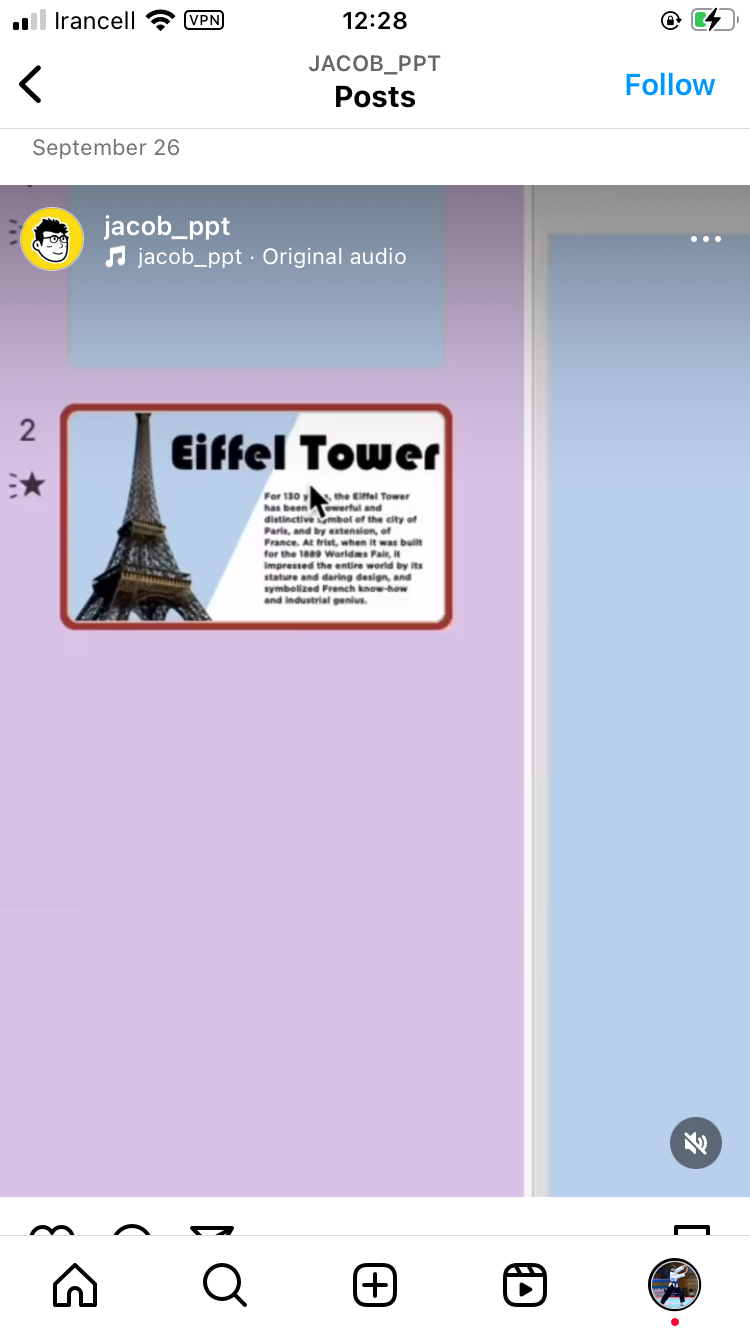 Irancell VPN 12:28
JACOB_PPT
Posts
Follow
September 26
jacob_ppt
jacob_ppt · Original audio
2
Eiffel Tower
For 130 the Eiffel Tower
has been and
distinctive of the city of
Paris, and by extension, of
France. At frist, when it was built
for the 1889 Fair, it
impressed the entire world by its
stature and daring design, and
symbolized French know-how
and industrial genius.